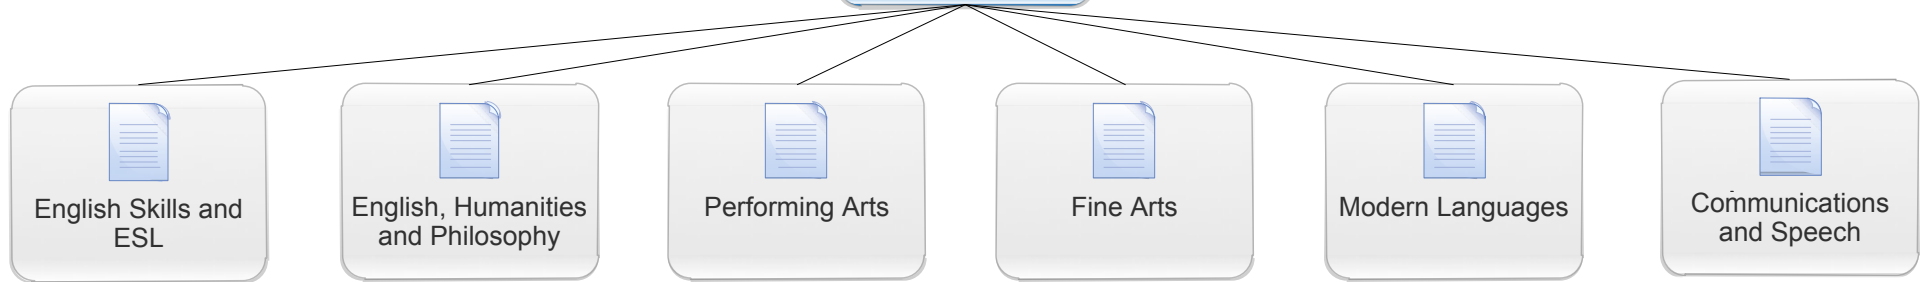 English Skills and
ESL
English, Humanities
and Philosophy
Performing Arts
Fine Arts
Modern Languages
Communications
and Speech